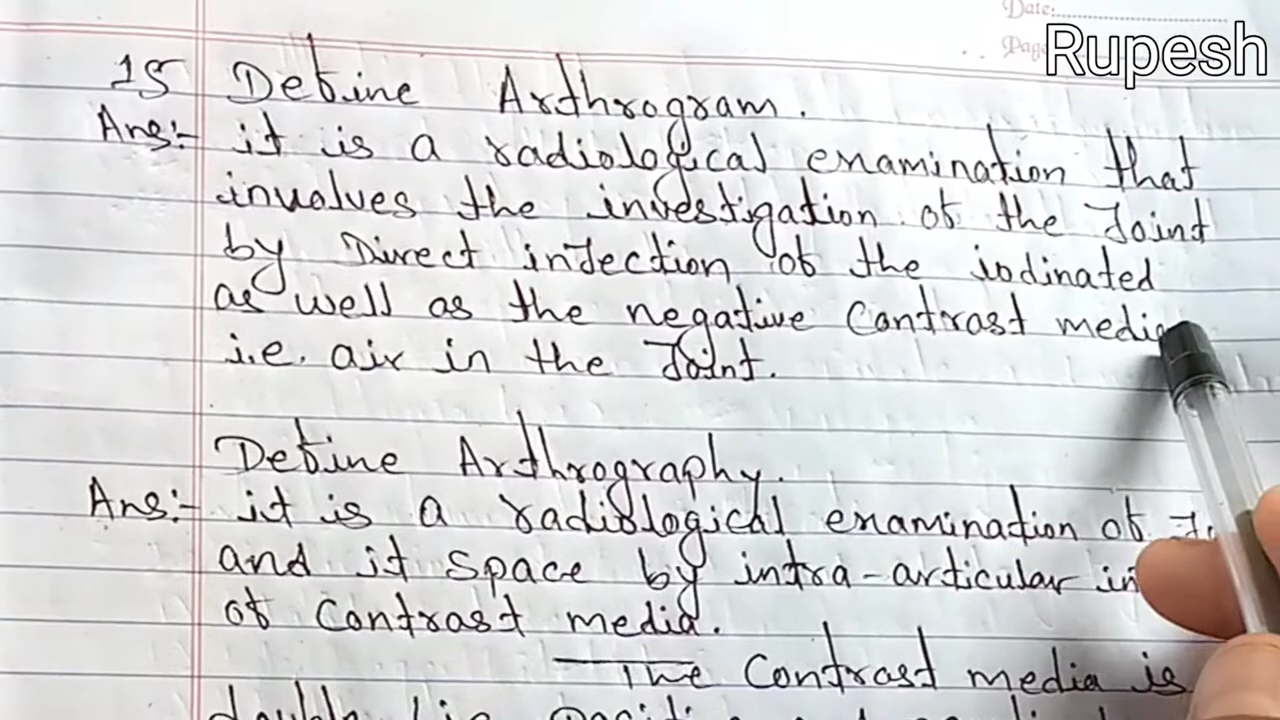 Date:
Page
Rupesh
15 Define Arthrogram.
Ans:- it is a radiological examination that
involves the investigation of the Joint
by Direct injection of the iodinated
as well as the negative Contrast media
i.e. air in the Joint.
Define Arthrography.
Ans:- it is a radiological examination of
and it space by intra-articular in
of Contrast media.
The Contrast media is
double